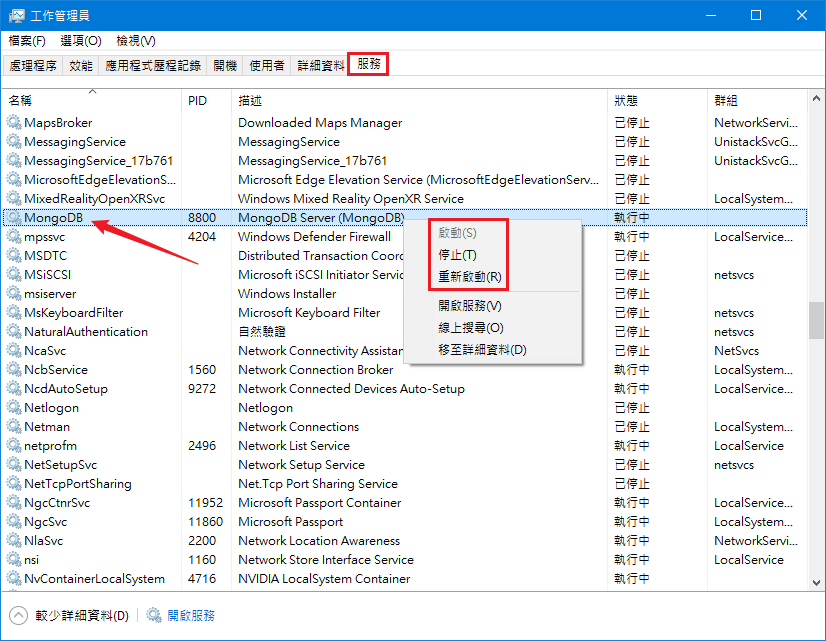 工作管理員
檔案(F) 選項(O) 檢視(V)
處理程序 效能 應用程式歷程記錄 開機 使用者 詳細資料 服務
名稱 PID 描述 狀態 群組
MapsBroker Downloaded Maps Manager 已停止 NetworkServi...
MessagingService MessagingService 已停止 UnistackSvcG...
MessagingService_17b761 MessagingService_17b761 已停止 UnistackSvcG...
MicrosoftEdgeElevationS... Microsoft Edge Elevation Service (MicrosoftEdgeElevationServ... 已停止
MixedRealityOpenXRSvc Windows Mixed Reality OpenXR Service 已停止 LocalSystem...
MongoDB 8800 MongoDB Server (MongoDB) 執行中
mpssvc 4204 Windows Defender Firewall 執行中 LocalService...
啟動(S)
MSDTC Distributed Transaction Coord 已停止
停止(T)
MSiSCSI Microsoft iSCSI Initiator Servic 已停止 netsvcs
重新啟動(R)
msiserver Windows Installer 已停止
MsKeyboardFilter Microsoft Keyboard Filter 已停止 netsvcs
開啟服務(V)
NaturalAuthentication 自然驗證 已停止 netsvcs
線上搜尋(O)
NcaSvc Network Connectivity Assistan 已停止 NetSvcs
移至詳細資料(D)
NcbService 1560 Network Connection Broker 執行中 LocalSystem...
NcdAutoSetup 9272 Network Connected Devices Auto-Setup 執行中 LocalService...
Netlogon Netlogon 已停止
Netman Network Connections 已停止 LocalSystem...
netprofm 2496 Network List Service 執行中 LocalService
NetSetupSvc Network Setup Service 已停止 netsvcs
NetTcpPortSharing Net.Tcp Port Sharing Service 已停止
NgcCtnrSvc 11952 Microsoft Passport Container 執行中 LocalService...
NgcSvc 11860 Microsoft Passport 執行中 LocalSystem...
NlaSvc 2200 Network Location Awareness 執行中 NetworkServi...
nsi 1160 Network Store Interface Service 執行中 LocalService
NvContainerLocalSystem 4716 NVIDIA LocalSystem Container 執行中
較少詳細資料(D) 開啟服務